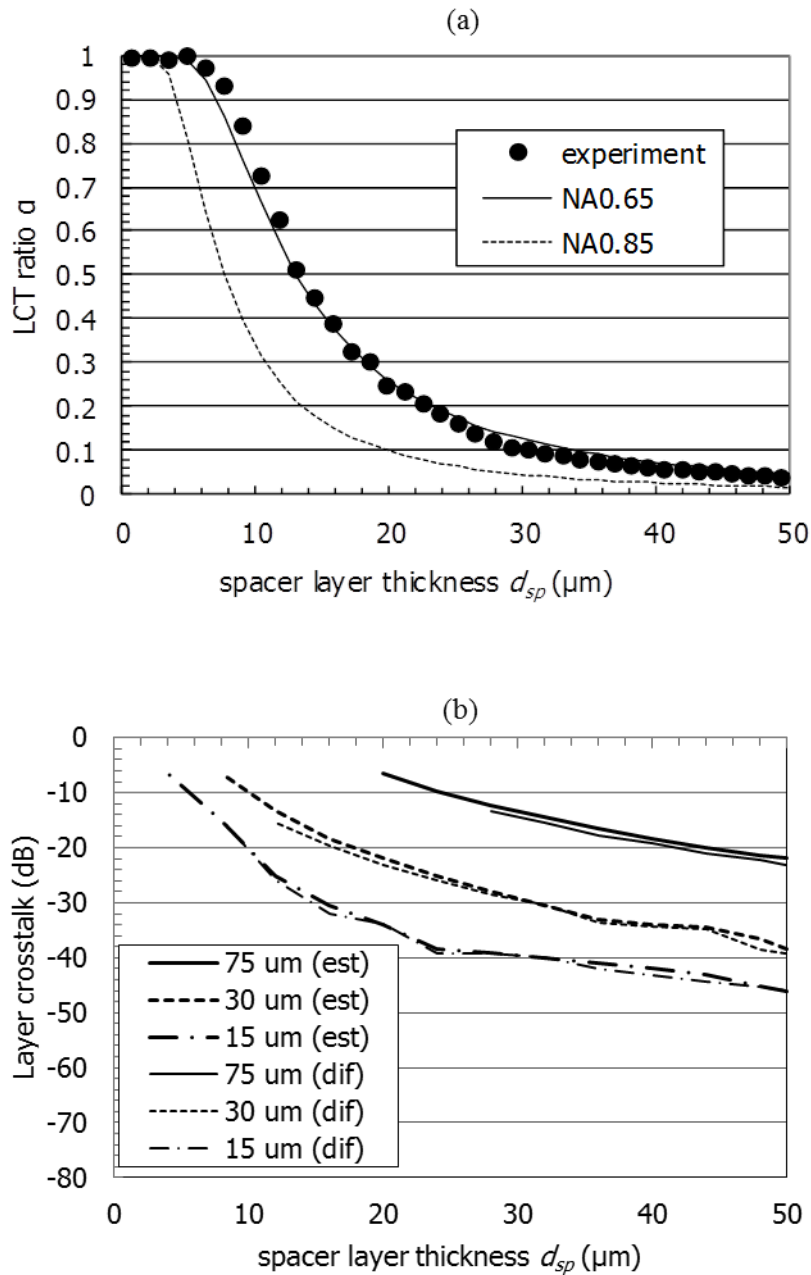 (a)
1
0.9
0.8
0.7
0.6
0.5
0.4
0.3
0.2
0.1
0
LCT ratio α
experiment
NA0.65
NA0.85
0 10 20 30 40 50
spacer layer thickness dsp (µm)
(b)
0
-10
-20
-30
-40
-50
-60
-70
-80
Layer crosstalk (dB)
75 um (est)
30 um (est)
15 um (est)
75 um (dif)
30 um (dif)
15 um (dif)
0 10 20 30 40 50
spacer layer thickness dsp (µm)